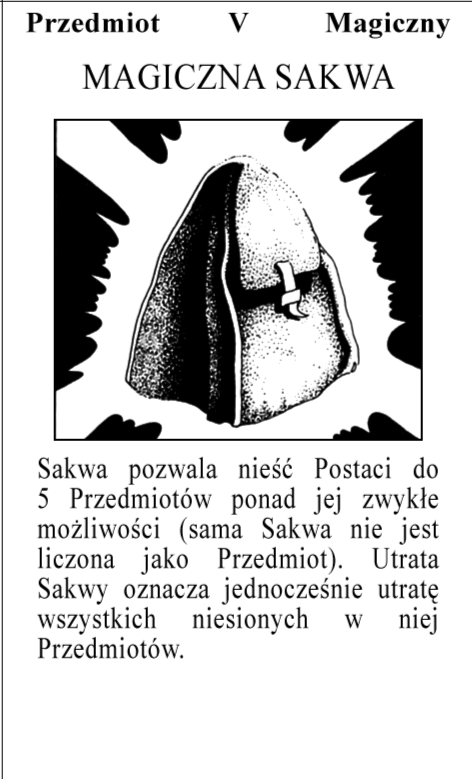 Przedmiot V Magiczny
MAGICZNA SAKWA
Sakwa pozwala nieść Postaci do
5 Przedmiotów ponad jej zwykłe
możliwości (sama Sakwa nie jest
liczona jako Przedmiot). Utrata
Sakwy oznacza jednocześnie utratę
wszystkich niesionych w niej
Przedmiotów.